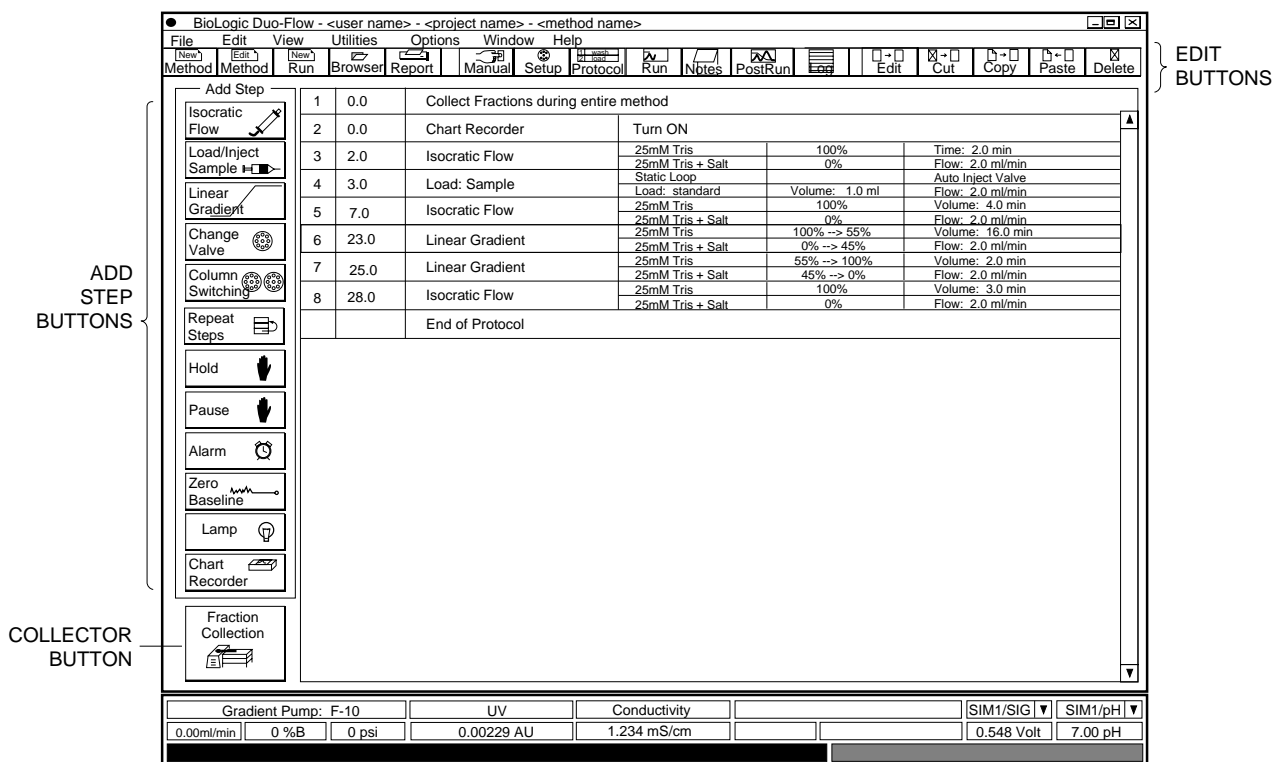 BioLogic Duo-Flow - <user name> - <project name> - <method name>
File Edit View Utilities Options Window Help
New Method
Edit Method
New Run
Browser
Report
Manual
Setup
1 wash 2 load Protocol
Run
Notes
PostRun
Log
Edit
Cut
Copy
Paste
Delete
EDIT
BUTTONS
Add Step
Isocratic
Flow
Load/Inject
Sample
Linear
Gradient
Change
Valve
Column
Switching
Repeat
Steps
Hold
Pause
Alarm
Zero
Baseline
Lamp
Chart
Recorder
ADD
STEP
BUTTONS
Fraction
Collection
COLLECTOR
BUTTON
1 0.0 Collect Fractions during entire method
2 0.0 Chart Recorder Turn ON
3 2.0 Isocratic Flow 25mM Tris 100% Time: 2.0 min
25mM Tris + Salt 0% Flow: 2.0 ml/min
4 3.0 Load: Sample Static Loop Auto Inject Valve
Load: standard Volume: 1.0 ml Flow: 2.0 ml/min
5 7.0 Isocratic Flow 25mM Tris 100% Volume: 4.0 min
25mM Tris + Salt 0% Flow: 2.0 ml/min
6 23.0 Linear Gradient 25mM Tris 100% --> 55% Volume: 16.0 min
25mM Tris + Salt 0% --> 45% Flow: 2.0 ml/min
7 25.0 Linear Gradient 25mM Tris 55% --> 100% Volume: 2.0 min
25mM Tris + Salt 45% --> 0% Flow: 2.0 ml/min
8 28.0 Isocratic Flow 25mM Tris 100% Volume: 3.0 min
25mM Tris + Salt 0% Flow: 2.0 ml/min
End of Protocol
Gradient Pump: F-10 UV Conductivity SIM1/SIG SIM1/pH
0.00ml/min 0 %B 0 psi 0.00229 AU 1.234 mS/cm 0.548 Volt 7.00 pH